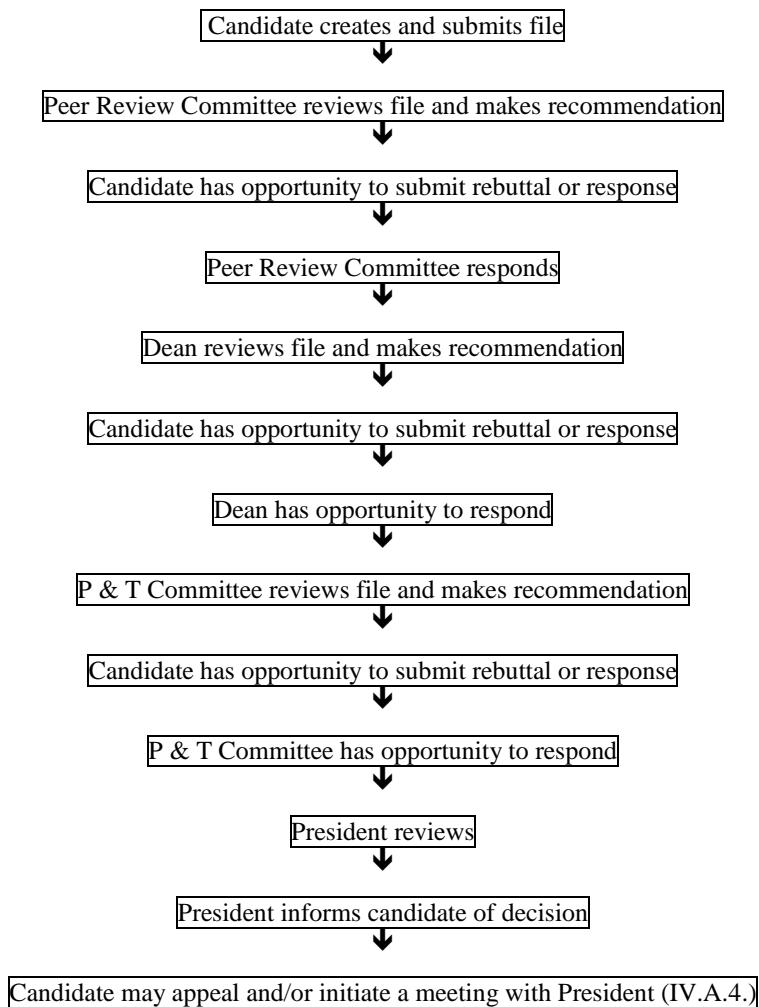 Candidate creates and submits file
Peer Review Committee reviews file and makes recommendation
Candidate has opportunity to submit rebuttal or response
Peer Review Committee responds
Dean reviews file and makes recommendation
Candidate has opportunity to submit rebuttal or response
Dean has opportunity to respond
P & T Committee reviews file and makes recommendation
Candidate has opportunity to submit rebuttal or response
P & T Committee has opportunity to respond
President reviews
President informs candidate of decision
Candidate may appeal and/or initiate a meeting with President (IV.A.4.)